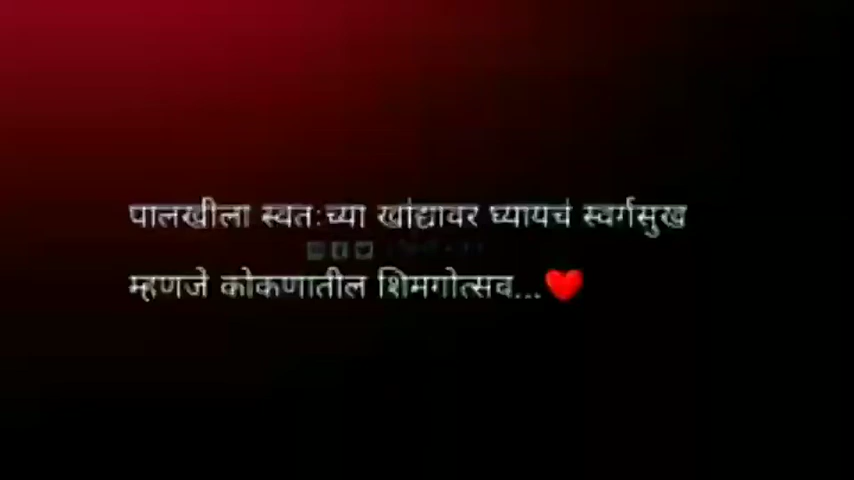 पालखीला स्वतःच्या खांद्यावर घ्यायचं स्वर्गसुख
म्हणजे कोकणातील शिमगोत्सव...❤️